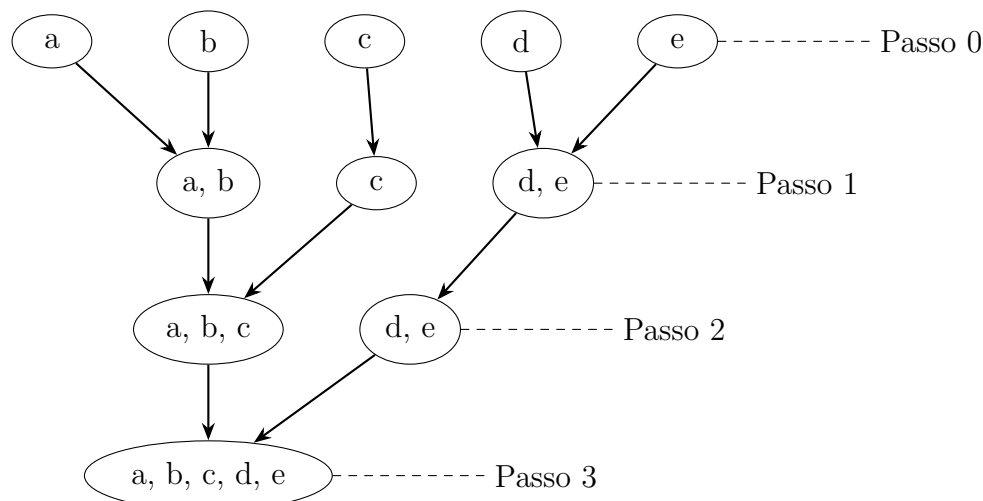 a b c d e Passo 0
a, b c d, e Passo 1
a, b, c d, e Passo 2
a, b, c, d, e Passo 3